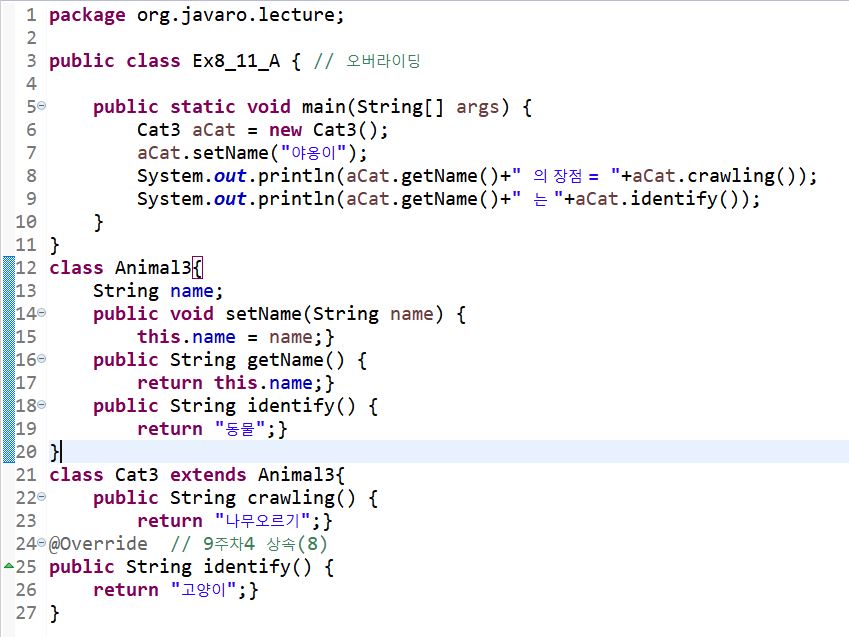 1 package org.javaro.lecture;
2
3 public class Ex8_11_A { // 오버라이딩
4
5 public static void main(String[] args) {
6 Cat3 aCat = new Cat3();
7 aCat.setName("야옹이");
8 System.out.println(aCat.getName()+" 의 장점 = "+aCat.crawling());
9 System.out.println(aCat.getName()+" 는 "+aCat.identify());
10 }
11 }
12 class Animal3{
13 String name;
14 public void setName(String name) {
15 this.name = name;}
16 public String getName() {
17 return this.name;}
18 public String identify() {
19 return "동물";}
20 }
21 class Cat3 extends Animal3{
22 public String crawling() {
23 return "나무오르기";}
24 @Override // 9주차4 상속(8)
25 public String identify() {
26 return "고양이";}
27 }